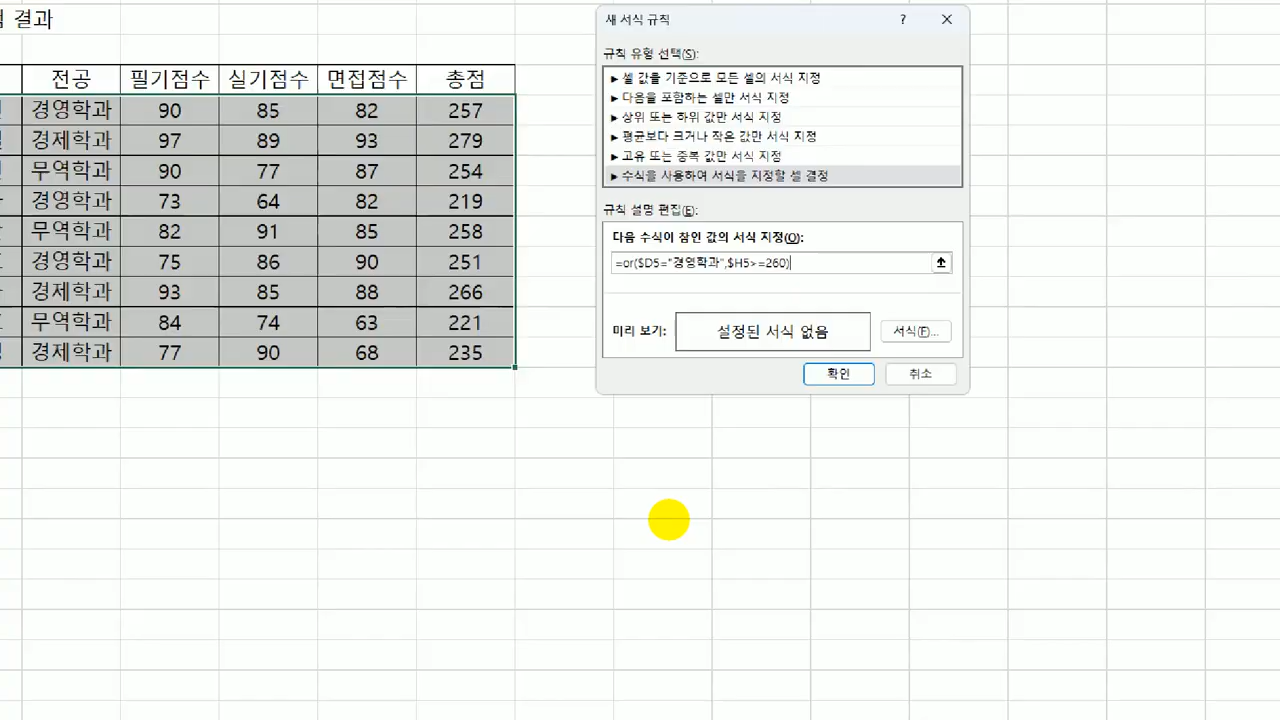 결과
전공 필기점수 실기점수 면접점수 총점
경영학과 90 85 82 257
경제학과 97 89 93 279
무역학과 90 77 87 254
경영학과 73 64 82 219
무역학과 82 91 85 258
경영학과 75 86 90 251
경제학과 93 85 88 266
무역학과 84 74 63 221
경제학과 77 90 68 235
새 서식 규칙
규칙 유형 선택(S):
► 셀 값을 기준으로 모든 셀의 서식 지정
► 다음을 포함하는 셀만 서식 지정
► 상위 또는 하위 값만 서식 지정
► 평균보다 크거나 작은 값만 서식 지정
► 고유 또는 중복 값만 서식 지정
► 수식을 사용하여 서식을 지정할 셀 결정
규칙 설명 편집(E):
다음 수식이 참인 값의 서식 지정(O):
=or($D5="경영학과",$H5>=260)
미리 보기: 설정된 서식 없음 서식(F)...
확인 취소